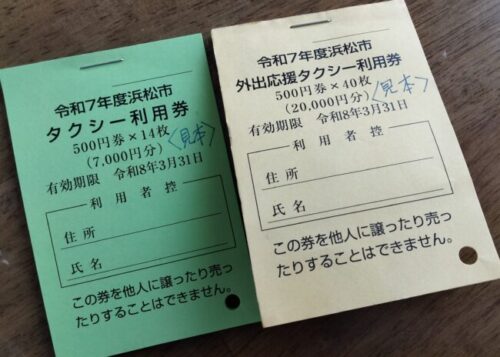 令和7年度浜松市
タクシー利用券
500円券×14枚
(7,000円分)
〈見本〉
有効期限 令和8年3月31日
利用者控
住所
氏名
この券を他人に譲ったり売っ
たりすることはできません。
令和7年度浜松市
外出応援タクシー利用券
500円券×40枚
(20,000円分)
〈見本〉
有効期限 令和8年3月31日
利用者控
住所
氏名
この券を他人に譲ったり売っ
たりすることはできません。